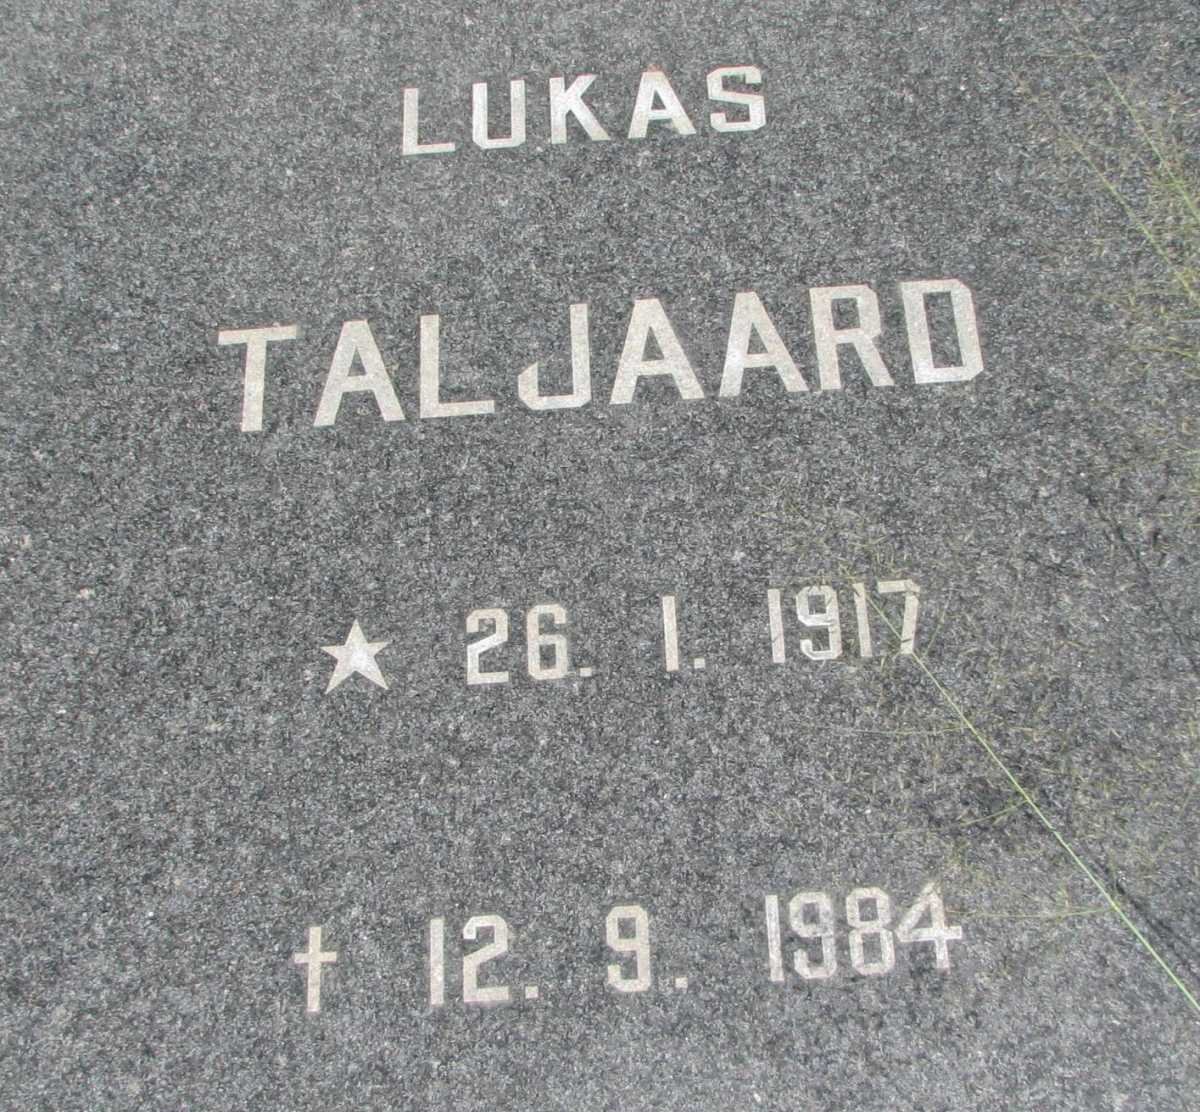 LUKAS
TALJAARD
★ 26. 1. 1917
✝ 12. 9. 1984